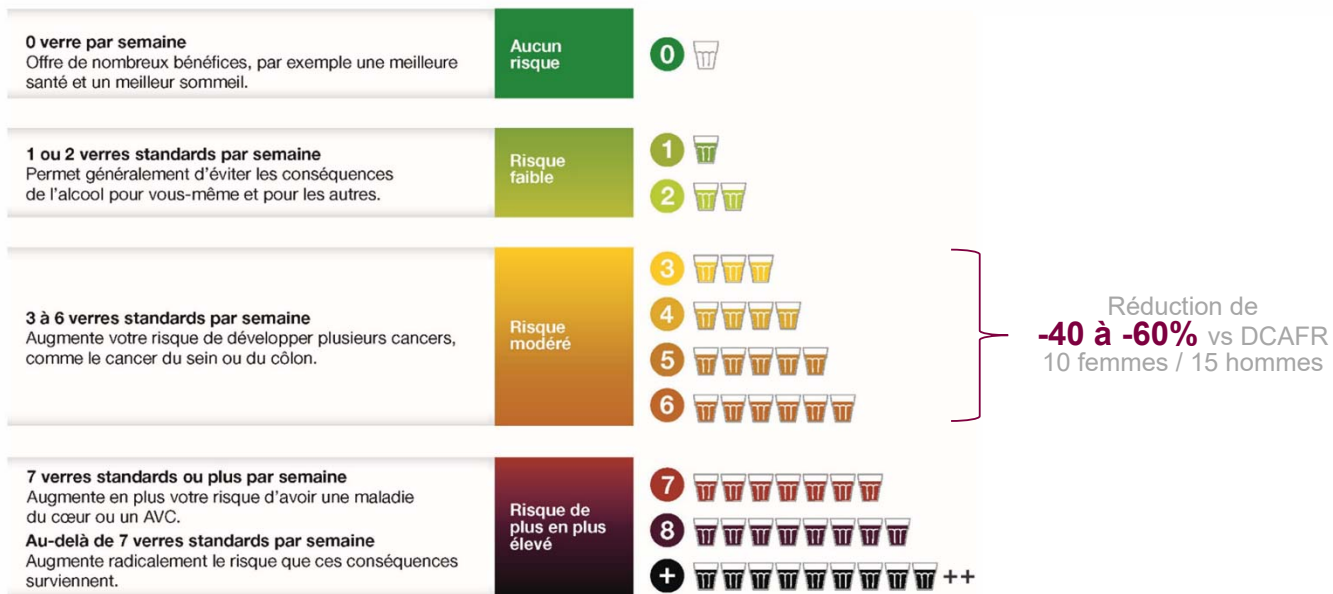 0 verre par semaine
Offre de nombreux bénéfices, par exemple une meilleure
santé et un meilleur sommeil.
Aucun
risque
0
1 ou 2 verres standards par semaine
Permet généralement d'éviter les conséquences
de l'alcool pour vous-même et pour les autres.
Risque
faible
1
2
3 à 6 verres standards par semaine
Augmente votre risque de développer plusieurs cancers,
comme le cancer du sein ou du côlon.
Risque
modéré
3
4
5
6
Réduction de
-40 à -60% vs DCAFR
10 femmes / 15 hommes
7 verres standards ou plus par semaine
Augmente en plus votre risque d'avoir une maladie
du cœur ou un AVC.
Au-delà de 7 verres standards par semaine
Augmente radicalement le risque que ces conséquences
surviennent.
Risque de
plus en plus
élevé
7
8
+ ++